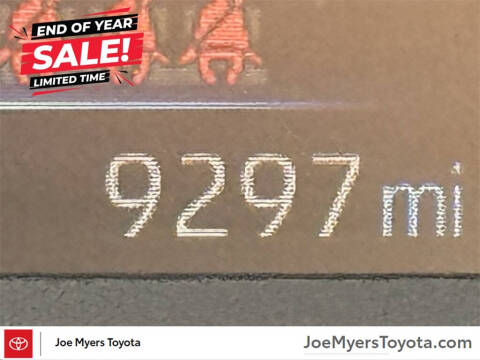 END OF YEAR
SALE!
LIMITED TIME
9297 mi
Joe Myers Toyota
JoeMyersToyota.com